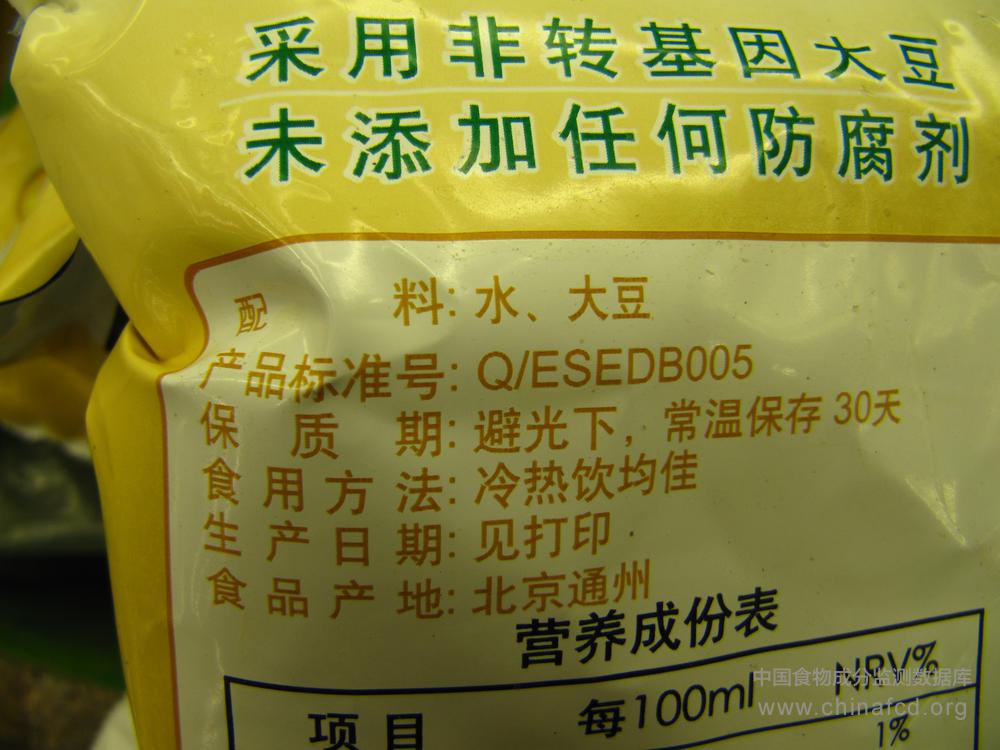 采用非转基因大豆
未添加任何防腐剂
配料：水、大豆
产品标准号：Q/ESEDB005
保质期：避光下，常温保存30天
食用方法：冷热饮均佳
生产日期：见打印
食品产地：北京通州
营养成份表
项目 每100ml NRV%
1%
中国食物成分监测数据库
www.chinafcd.org